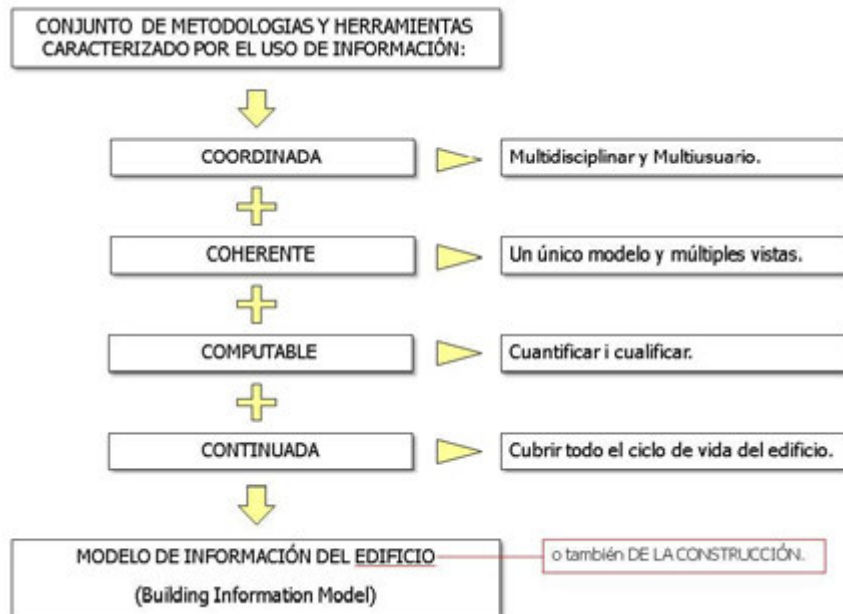 CONJUNTO DE METODOLOGIAS Y HERRAMIENTAS
CARACTERIZADO POR EL USO DE INFORMACIÓN:
COORDINADA
Multidisciplinar y Multiusuario.
COHERENTE
Un único modelo y múltiples vistas.
COMPUTABLE
Cuantificar i cualificar.
CONTINUADA
Cubrir todo el ciclo de vida del edificio.
MODELO DE INFORMACIÓN DEL EDIFICIO
o también DE LA CONSTRUCCIÓN.
(Building Information Model)